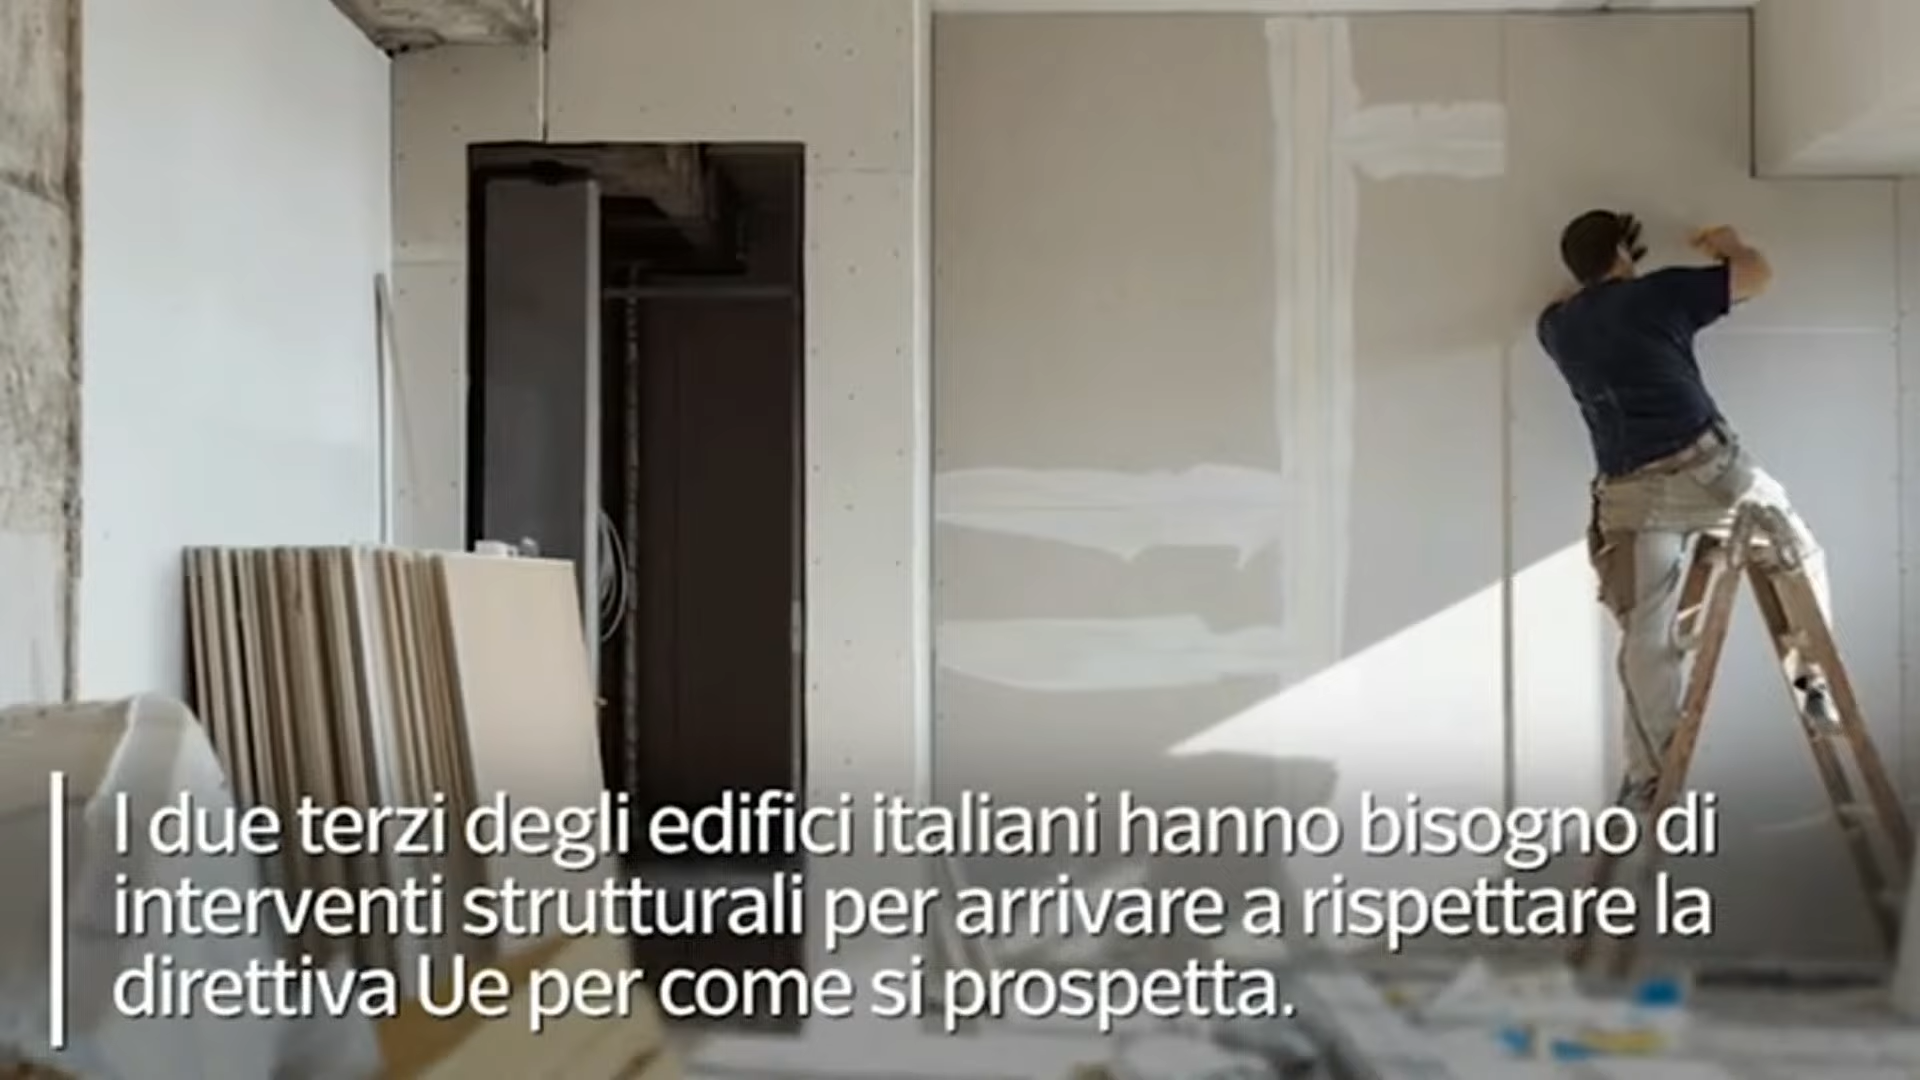 I due terzi degli edifici italiani hanno bisogno di
interventi strutturali per arrivare a rispettare la
direttiva Ue per come si prospetta.